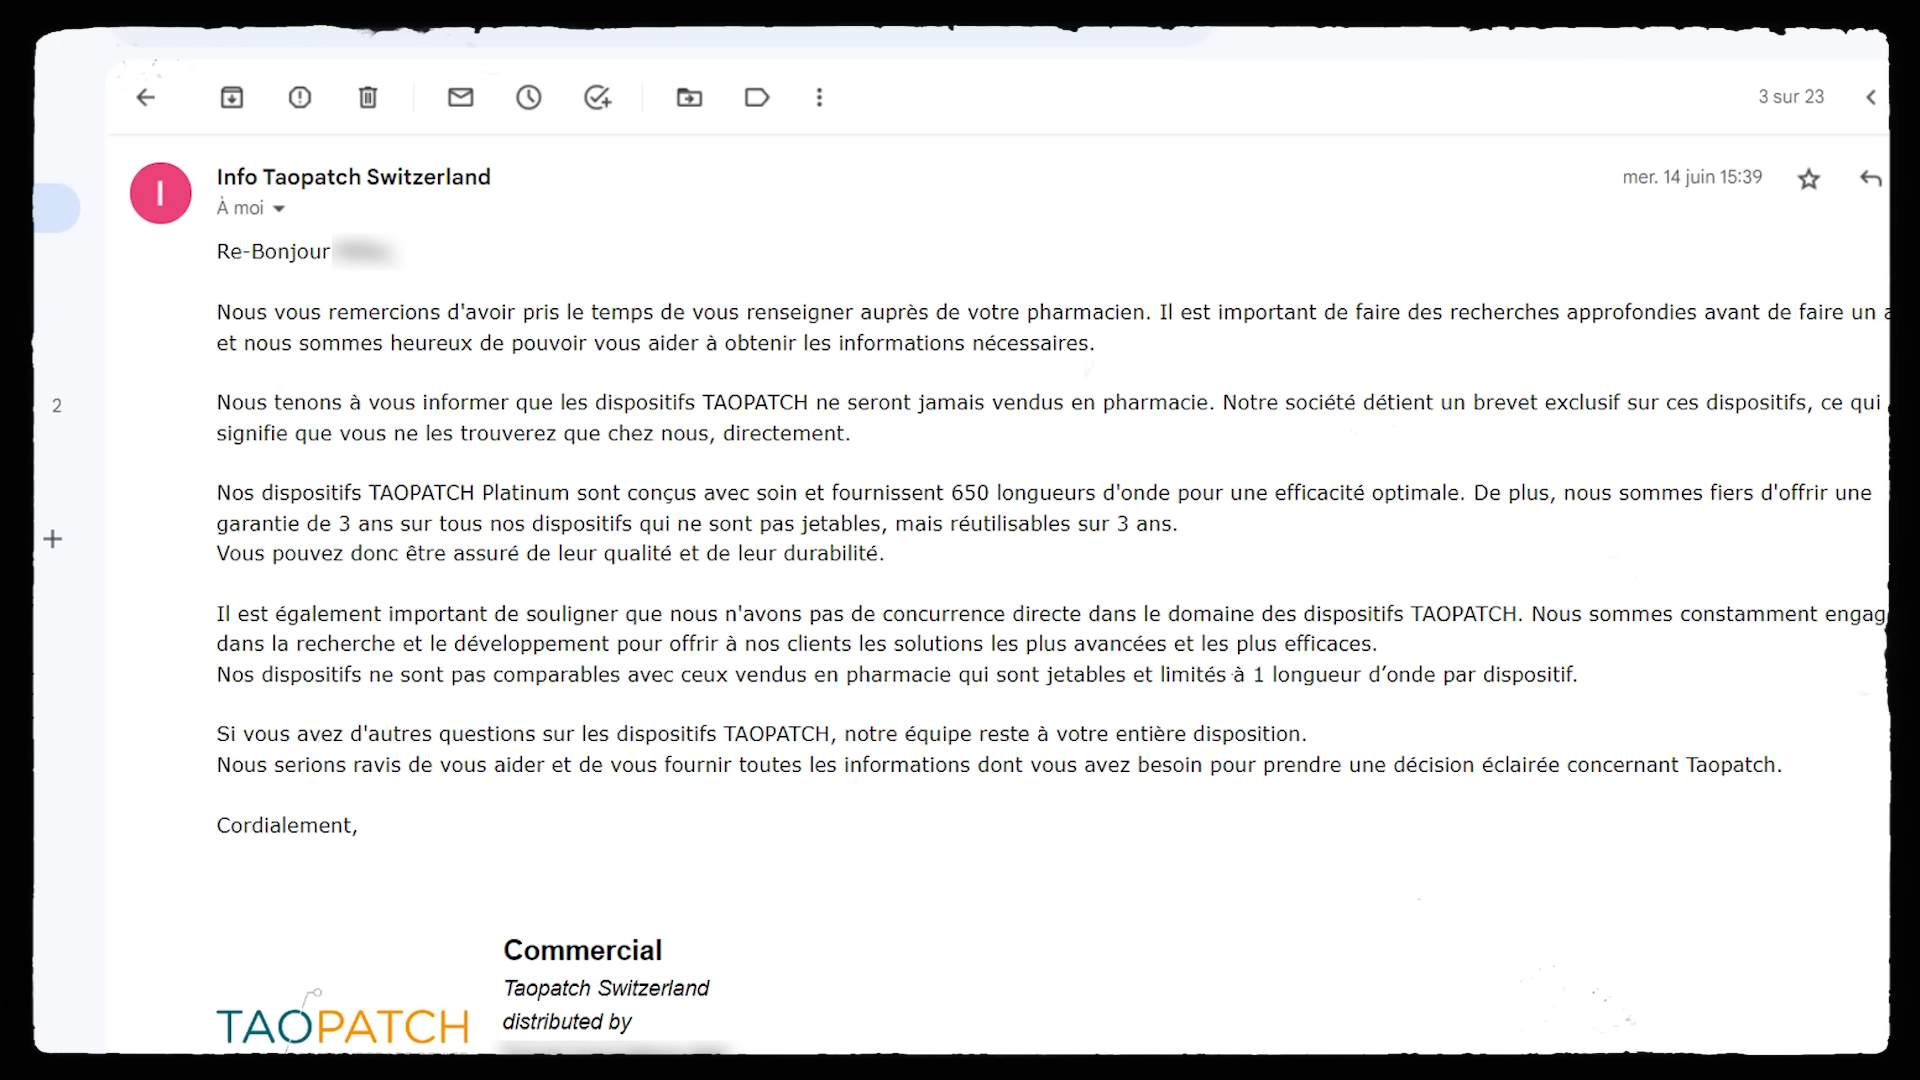 3 sur 23
I
Info Taopatch Switzerland
mer. 14 juin 15:39
À moi
Re-Bonjour
Nous vous remercions d'avoir pris le temps de vous renseigner auprès de votre pharmacien. Il est important de faire des recherches approfondies avant de faire un
et nous sommes heureux de pouvoir vous aider à obtenir les informations nécessaires.
2
Nous tenons à vous informer que les dispositifs TAOPATCH ne seront jamais vendus en pharmacie. Notre société détient un brevet exclusif sur ces dispositifs, ce qui
signifie que vous ne les trouverez que chez nous, directement.
Nos dispositifs TAOPATCH Platinum sont conçus avec soin et fournissent 650 longueurs d'onde pour une efficacité optimale. De plus, nous sommes fiers d'offrir une
garantie de 3 ans sur tous nos dispositifs qui ne sont pas jetables, mais réutilisables sur 3 ans.
Vous pouvez donc être assuré de leur qualité et de leur durabilité.
Il est également important de souligner que nous n'avons pas de concurrence directe dans le domaine des dispositifs TAOPATCH. Nous sommes constamment engag
dans la recherche et le développement pour offrir à nos clients les solutions les plus avancées et les plus efficaces.
Nos dispositifs ne sont pas comparables avec ceux vendus en pharmacie qui sont jetables et limités à 1 longueur d’onde par dispositif.
Si vous avez d'autres questions sur les dispositifs TAOPATCH, notre équipe reste à votre entière disposition.
Nous serions ravis de vous aider et de vous fournir toutes les informations dont vous avez besoin pour prendre une décision éclairée concernant Taopatch.
Cordialement,
Commercial
Taopatch Switzerland
distributed by
TAOPATCH